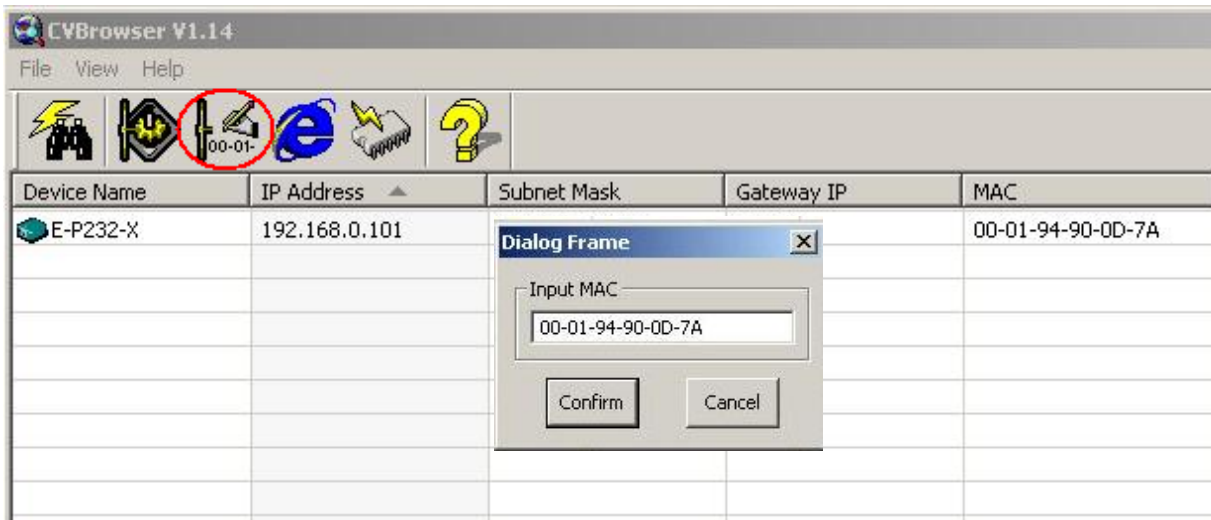 CVBrowser V1.14
File View Help
00-01-
Device Name IP Address Subnet Mask Gateway IP MAC
E-P232-X 192.168.0.101 00-01-94-90-0D-7A
Dialog Frame
Input MAC
00-01-94-90-0D-7A
Confirm Cancel